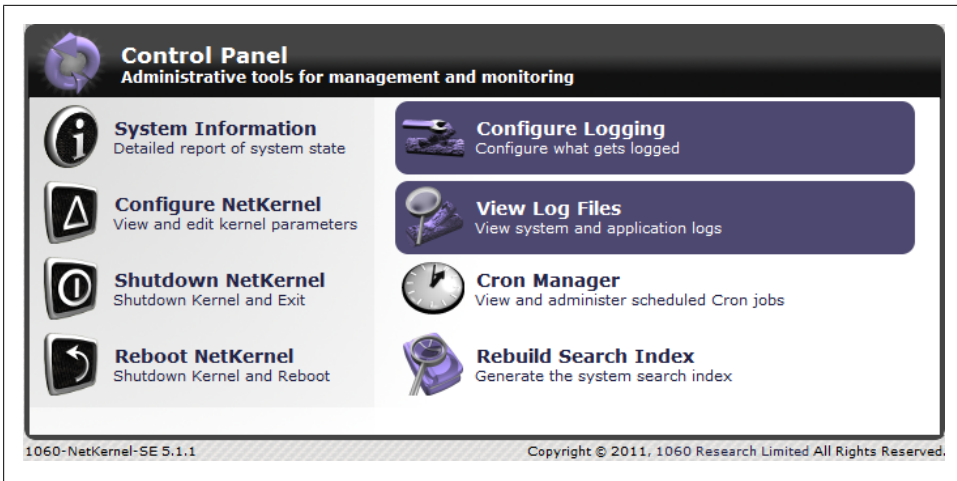 Control Panel
Administrative tools for management and monitoring
System Information
Detailed report of system state
Configure NetKernel
View and edit kernel parameters
Shutdown NetKernel
Shutdown Kernel and Exit
Reboot NetKernel
Shutdown Kernel and Reboot
Configure Logging
Configure what gets logged
View Log Files
View system and application logs
Cron Manager
View and administer scheduled Cron jobs
Rebuild Search Index
Generate the system search index
1060-NetKernel-SE 5.1.1
Copyright © 2011, 1060 Research Limited All Rights Reserved.